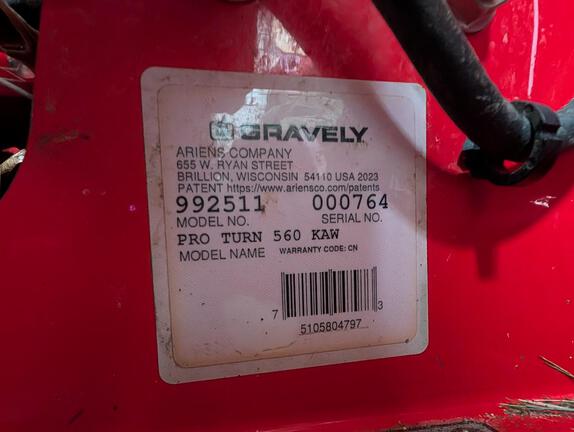 GRAVELY
ARIENS COMPANY
655 W. RYAN STREET
BRILLION, WISCONSIN 54110 USA 2023
PATENT https://www.ariensco.com/patents
992511 000764
MODEL NO. SERIAL NO.
PRO TURN 560 KAW
MODEL NAME WARRANTY CODE: CN
7 3
5105804797